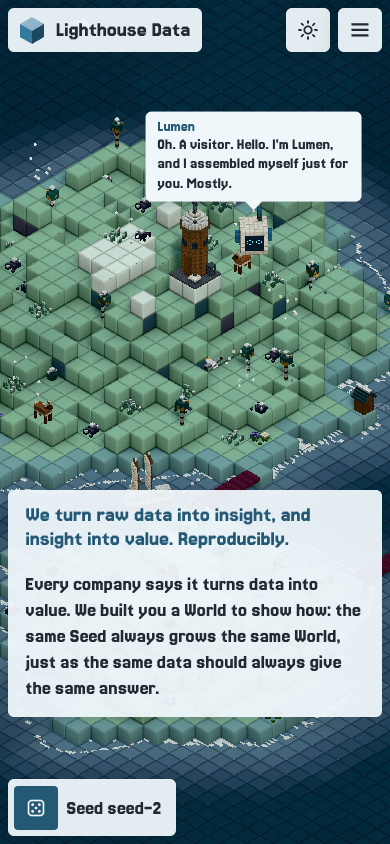 Lighthouse Data
Lumen
Oh. A visitor. Hello. I'm Lumen,
and I assembled myself just for
you. Mostly.
We turn raw data into insight, and
insight into value. Reproducibly.
Every company says it turns data into
value. We built you a World to show how: the
same Seed always grows the same World,
just as the same data should always give
the same answer.
Seed seed-2